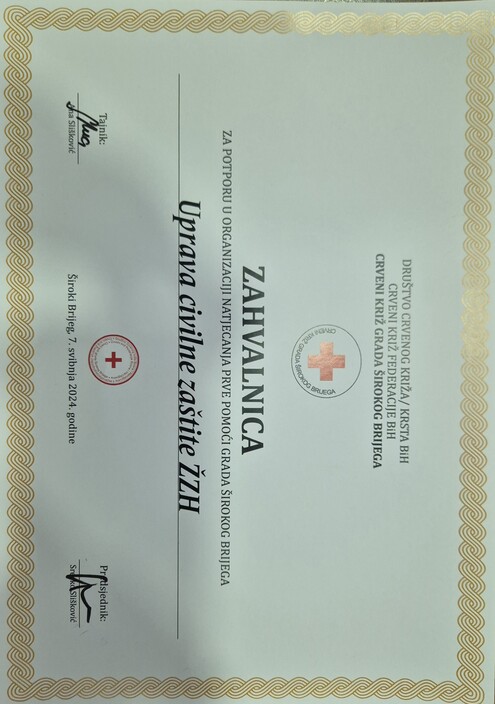 DRUŠTVO CRVENOG KRIŽA/ KRSTA BiH
CRVENI KRIŽ FEDERACIJE BiH
CRVENI KRIŽ GRADA ŠIROKOG BRIJEGA
CRVENI KRIŽ GRADA ŠIROKOG BRIJEGA
ZAHVALNICA
ZA POTPORU U ORGANIZACIJI NATJECANJA PRVE POMOĆI GRADA ŠIROKOG BRIJEGA
Uprava civilne zaštite ŽZH
Tajnik:
Slišković
Široki Brijeg, 7. svibnja 2024. godine
Predsjednik:
Slišković